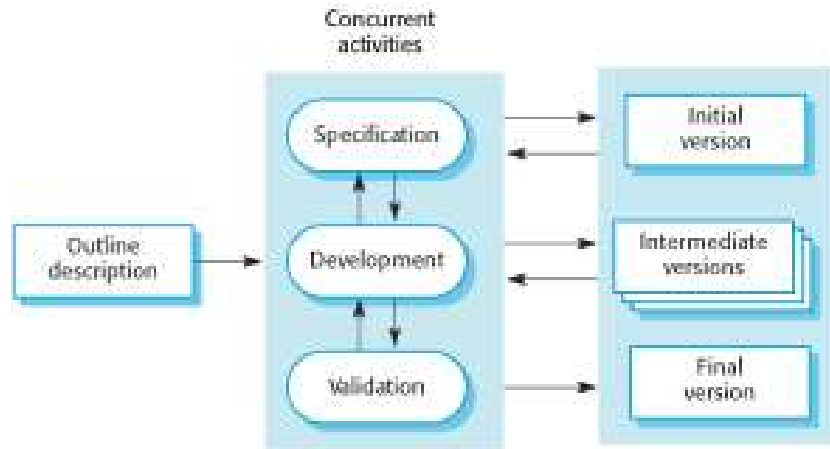 Concurrent
activities
Specification
Initial
version
Outline
description
Development
Intermediate
versions
Validation
Final
version